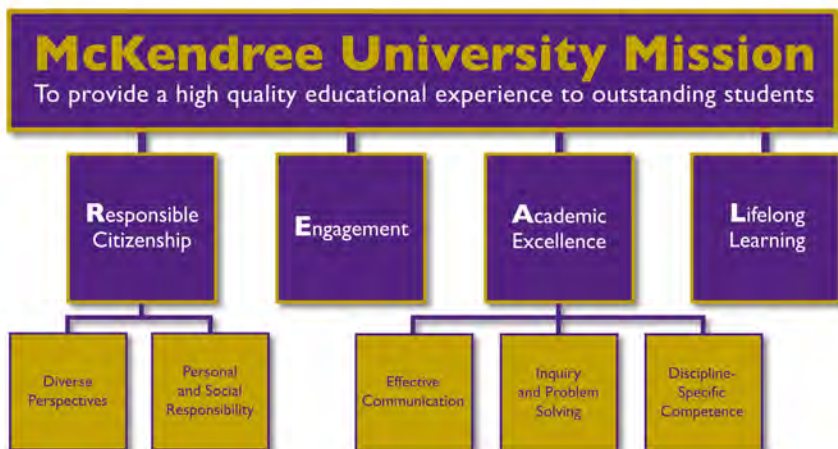 McKendree University Mission
To provide a high quality educational experience to outstanding students
Responsible
Citizenship
Engagement
Academic
Excellence
Lifelong
Learning
Diverse
Perspectives
Personal
and Social
Responsibility
Effective
Communication
Inquiry
and Problem
Solving
Discipline-
Specific
Competence